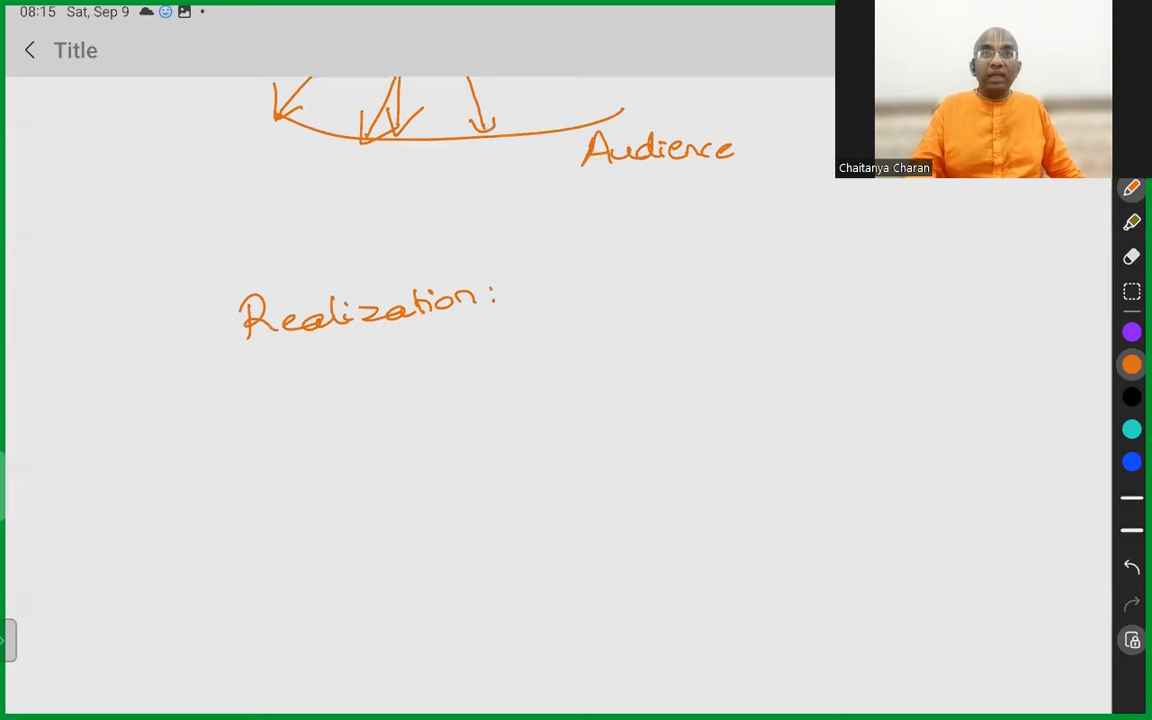 08:15 Sat, Sep 9
Title
Audience
Chaitanya Charan
Realization: